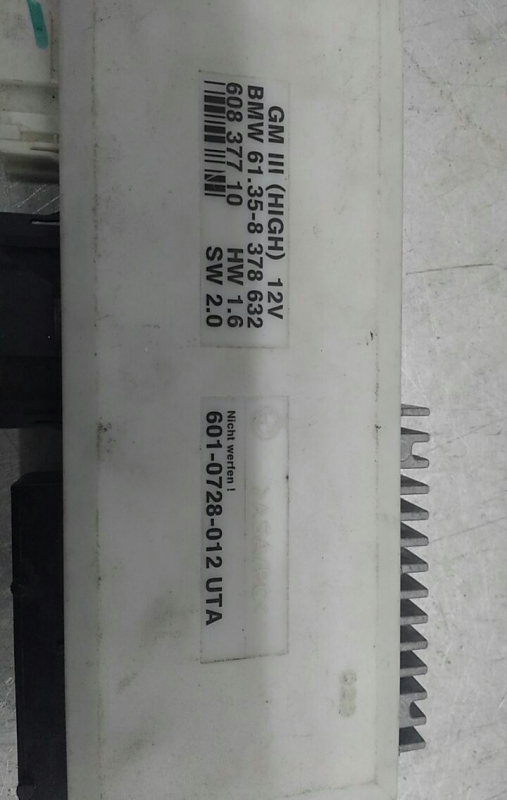 GM III (HIGH) 12V
BMW 61.35-8 378 632
608 377 10 HW 1.6
SW 2.0
Nicht werfen !
601-0728-012 UTA